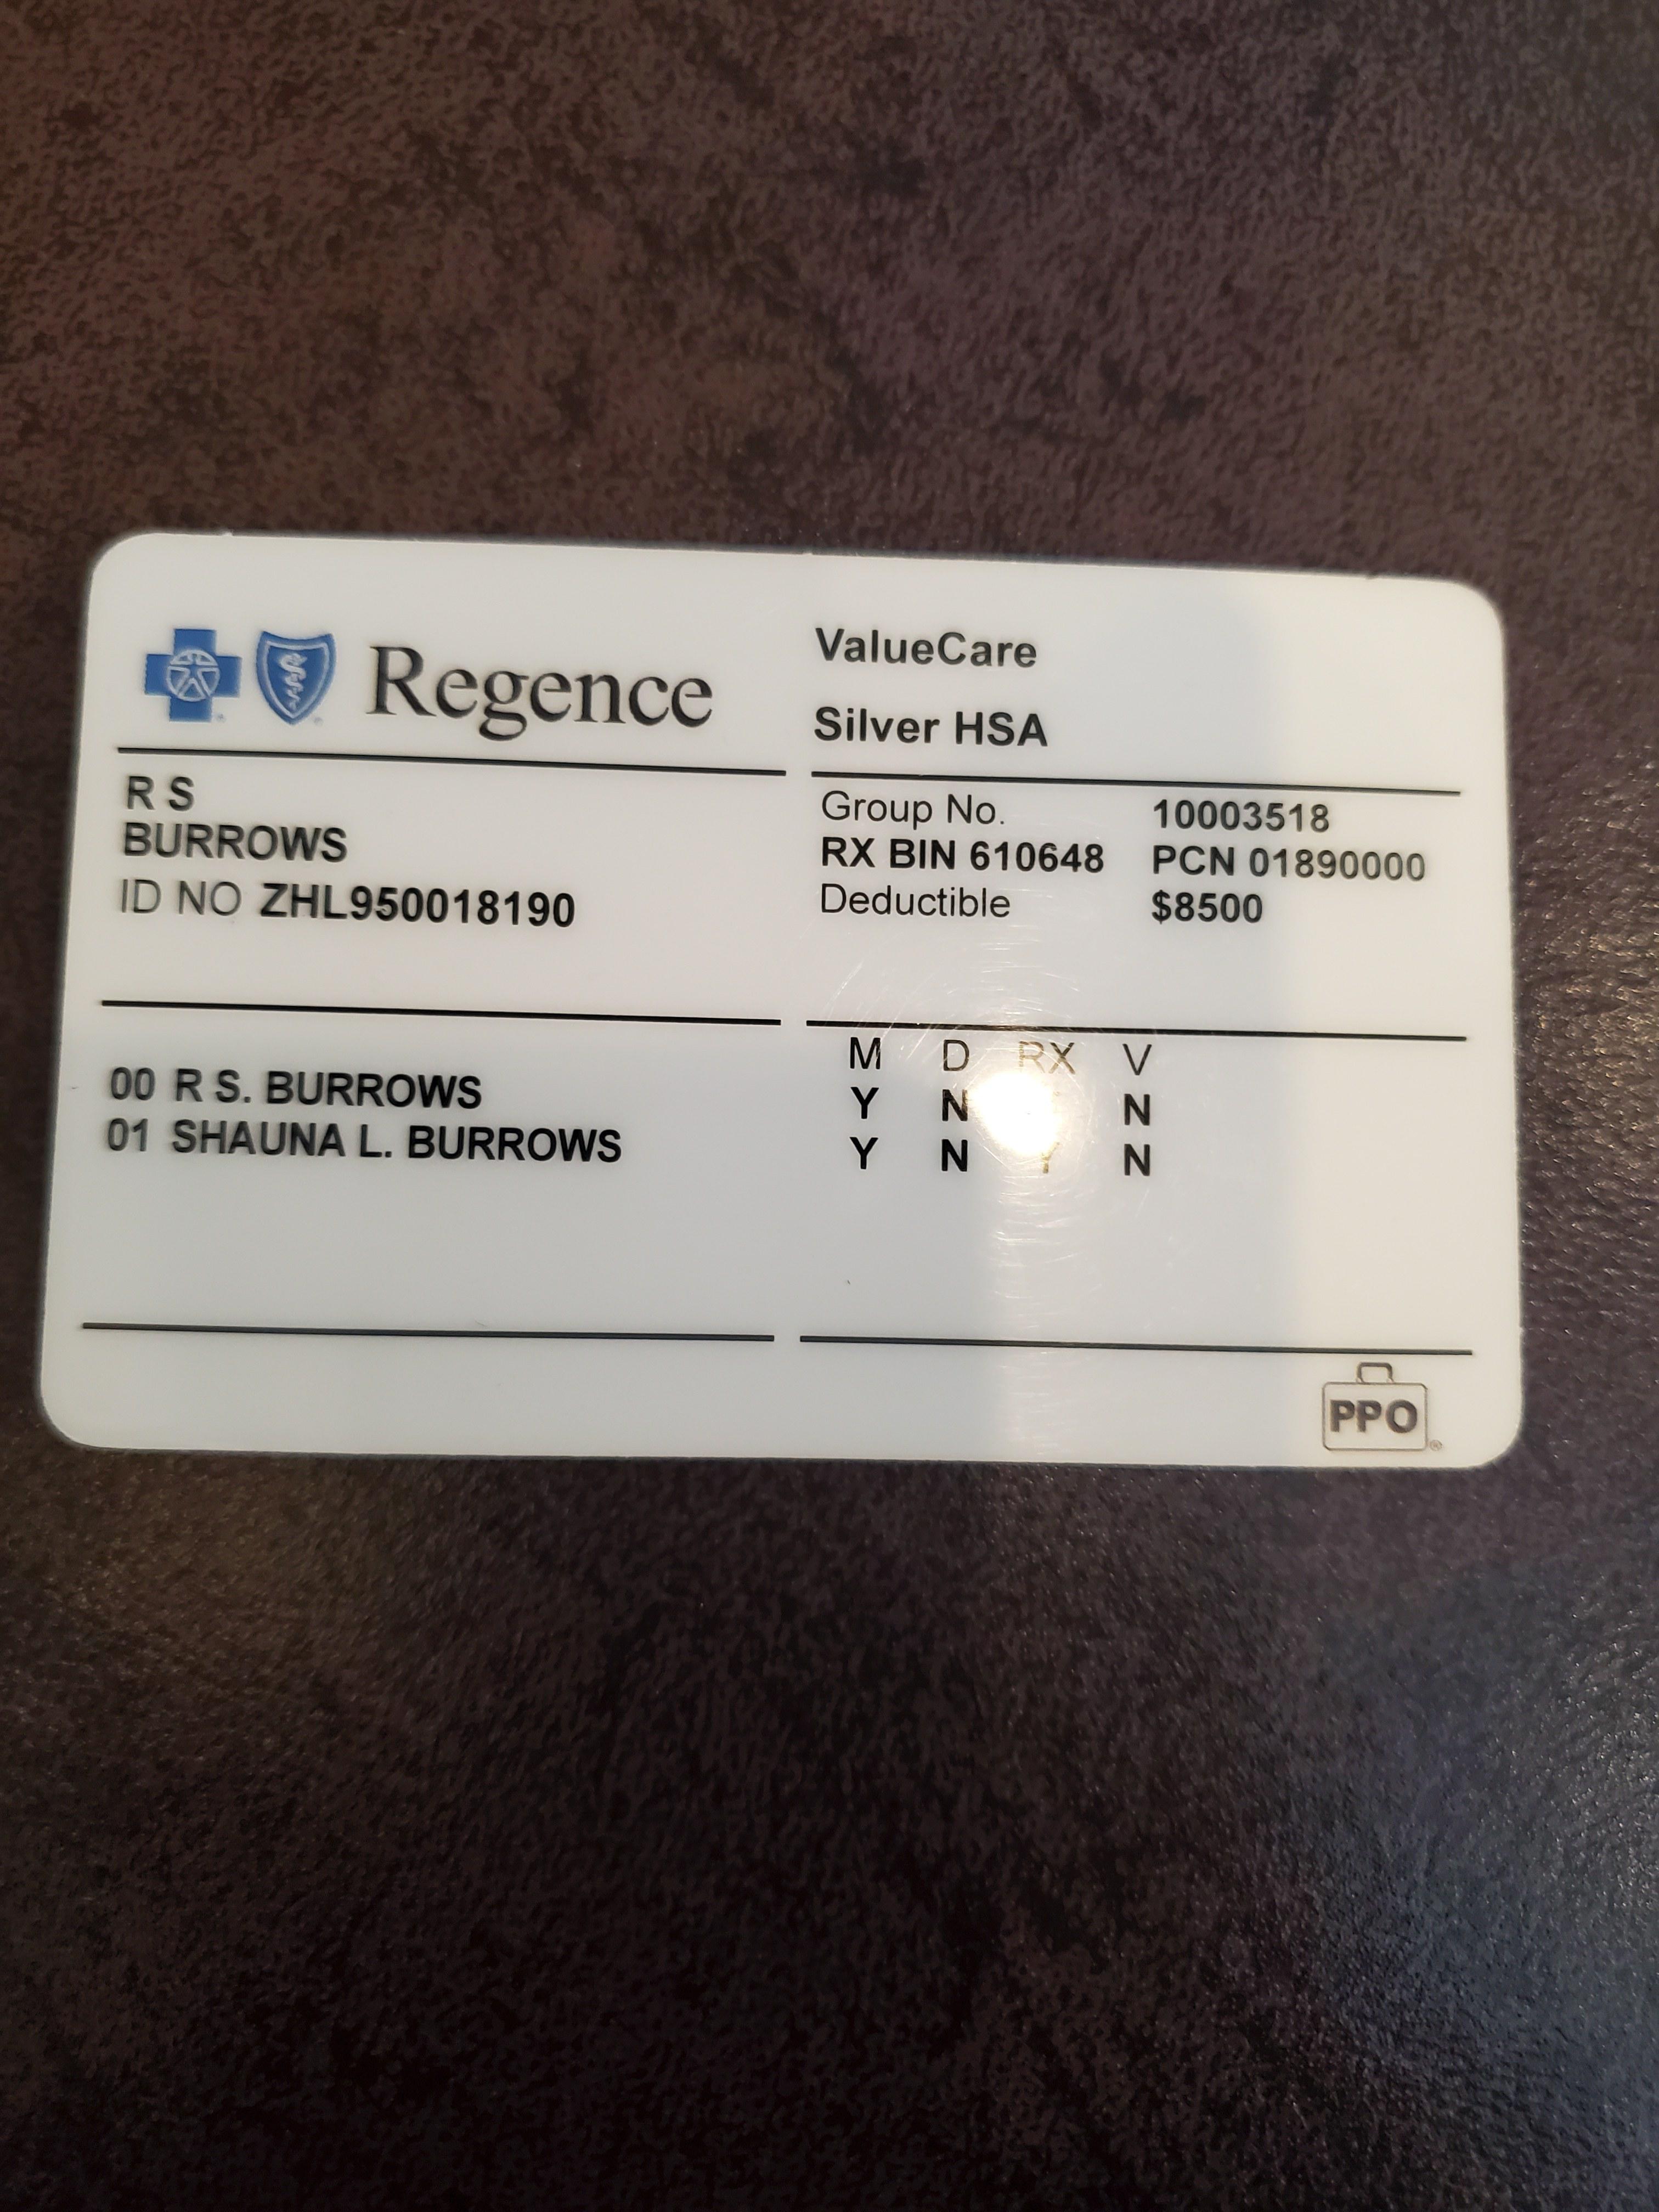 Regence
ValueCare
Silver HSA
R S
BURROWS
ID NO ZHL950018190
Group No. 10003518
RX BIN 610648 PCN 01890000
Deductible $8500
00 R S. BURROWS
01 SHAUNA L. BURROWS
M D RX V
Y N N
Y N Y N
PPO